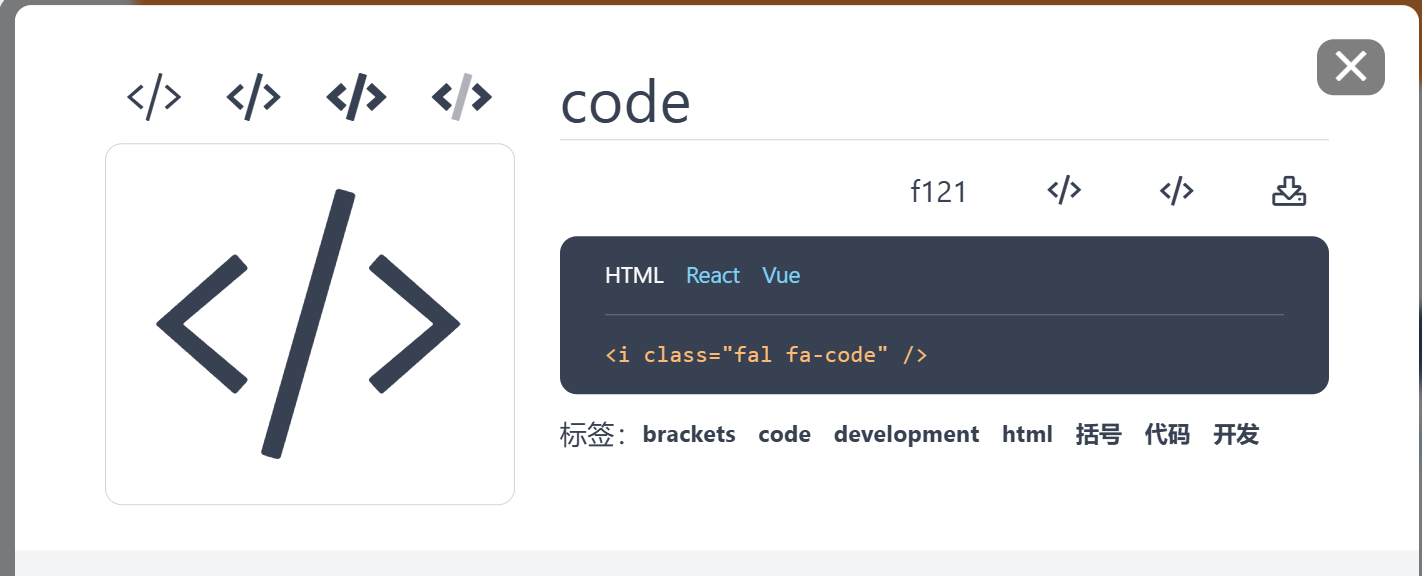 code
f121
HTML React Vue
<i class="fal fa-code" />
标签：brackets code development html 括号 代码 开发